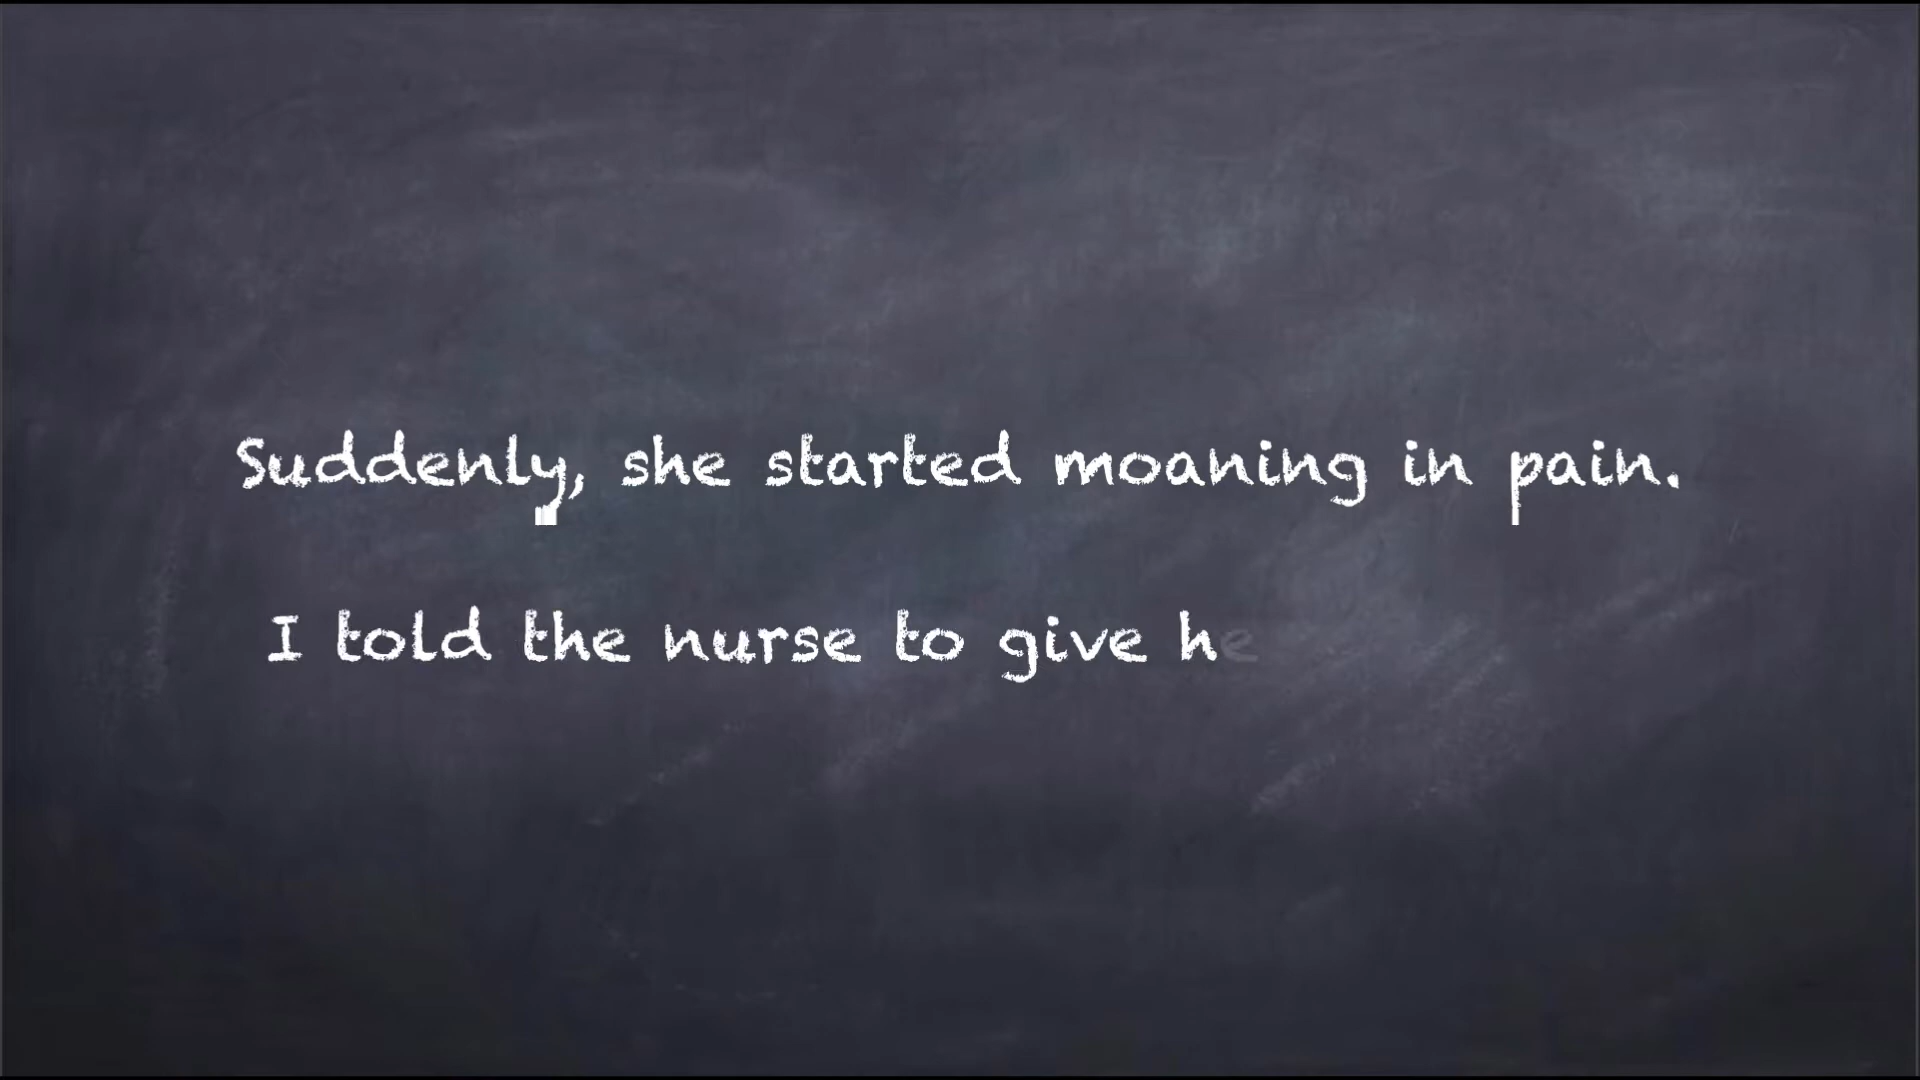 Suddenly, she started moaning in pain.
I told the nurse to give he